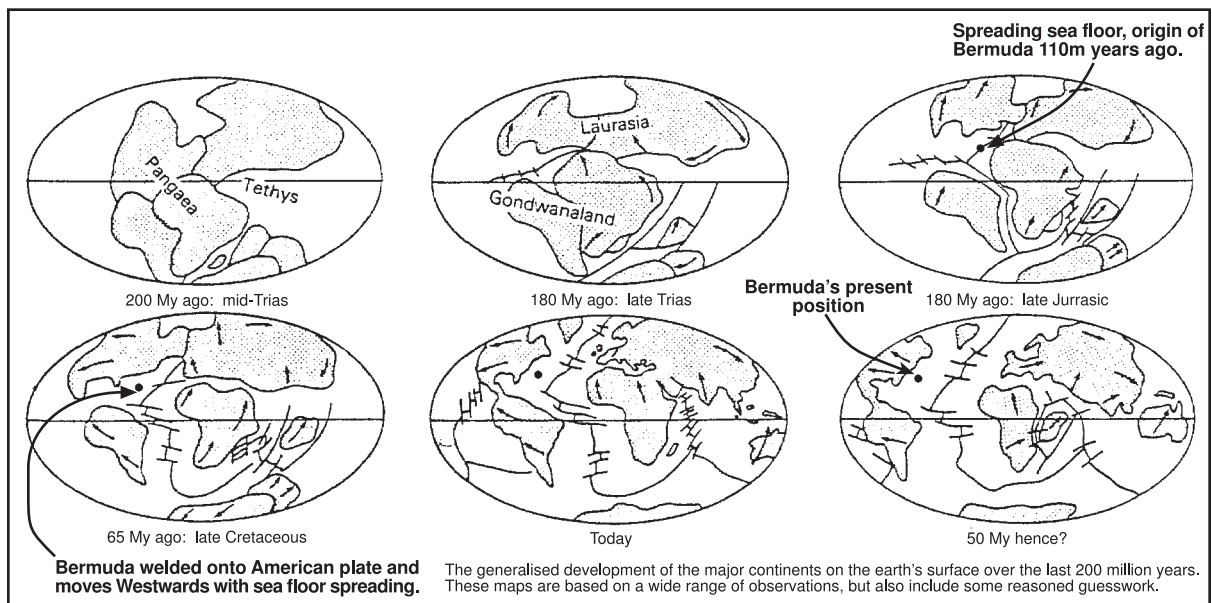 Spreading sea floor, origin of
Bermuda 110m years ago.
Pangaea
Tethys
200 My ago: mid-Trias
Laurasia
Gondwanaland
180 My ago: late Trias
180 My ago: late Jurrasic
Bermuda's present
position
65 My ago: late Cretaceous
Bermuda welded onto American plate and
moves Westwards with sea floor spreading.
Today
50 My hence?
The generalised development of the major continents on the earth's surface over the last 200 million years.
These maps are based on a wide range of observations, but also include some reasoned guesswork.